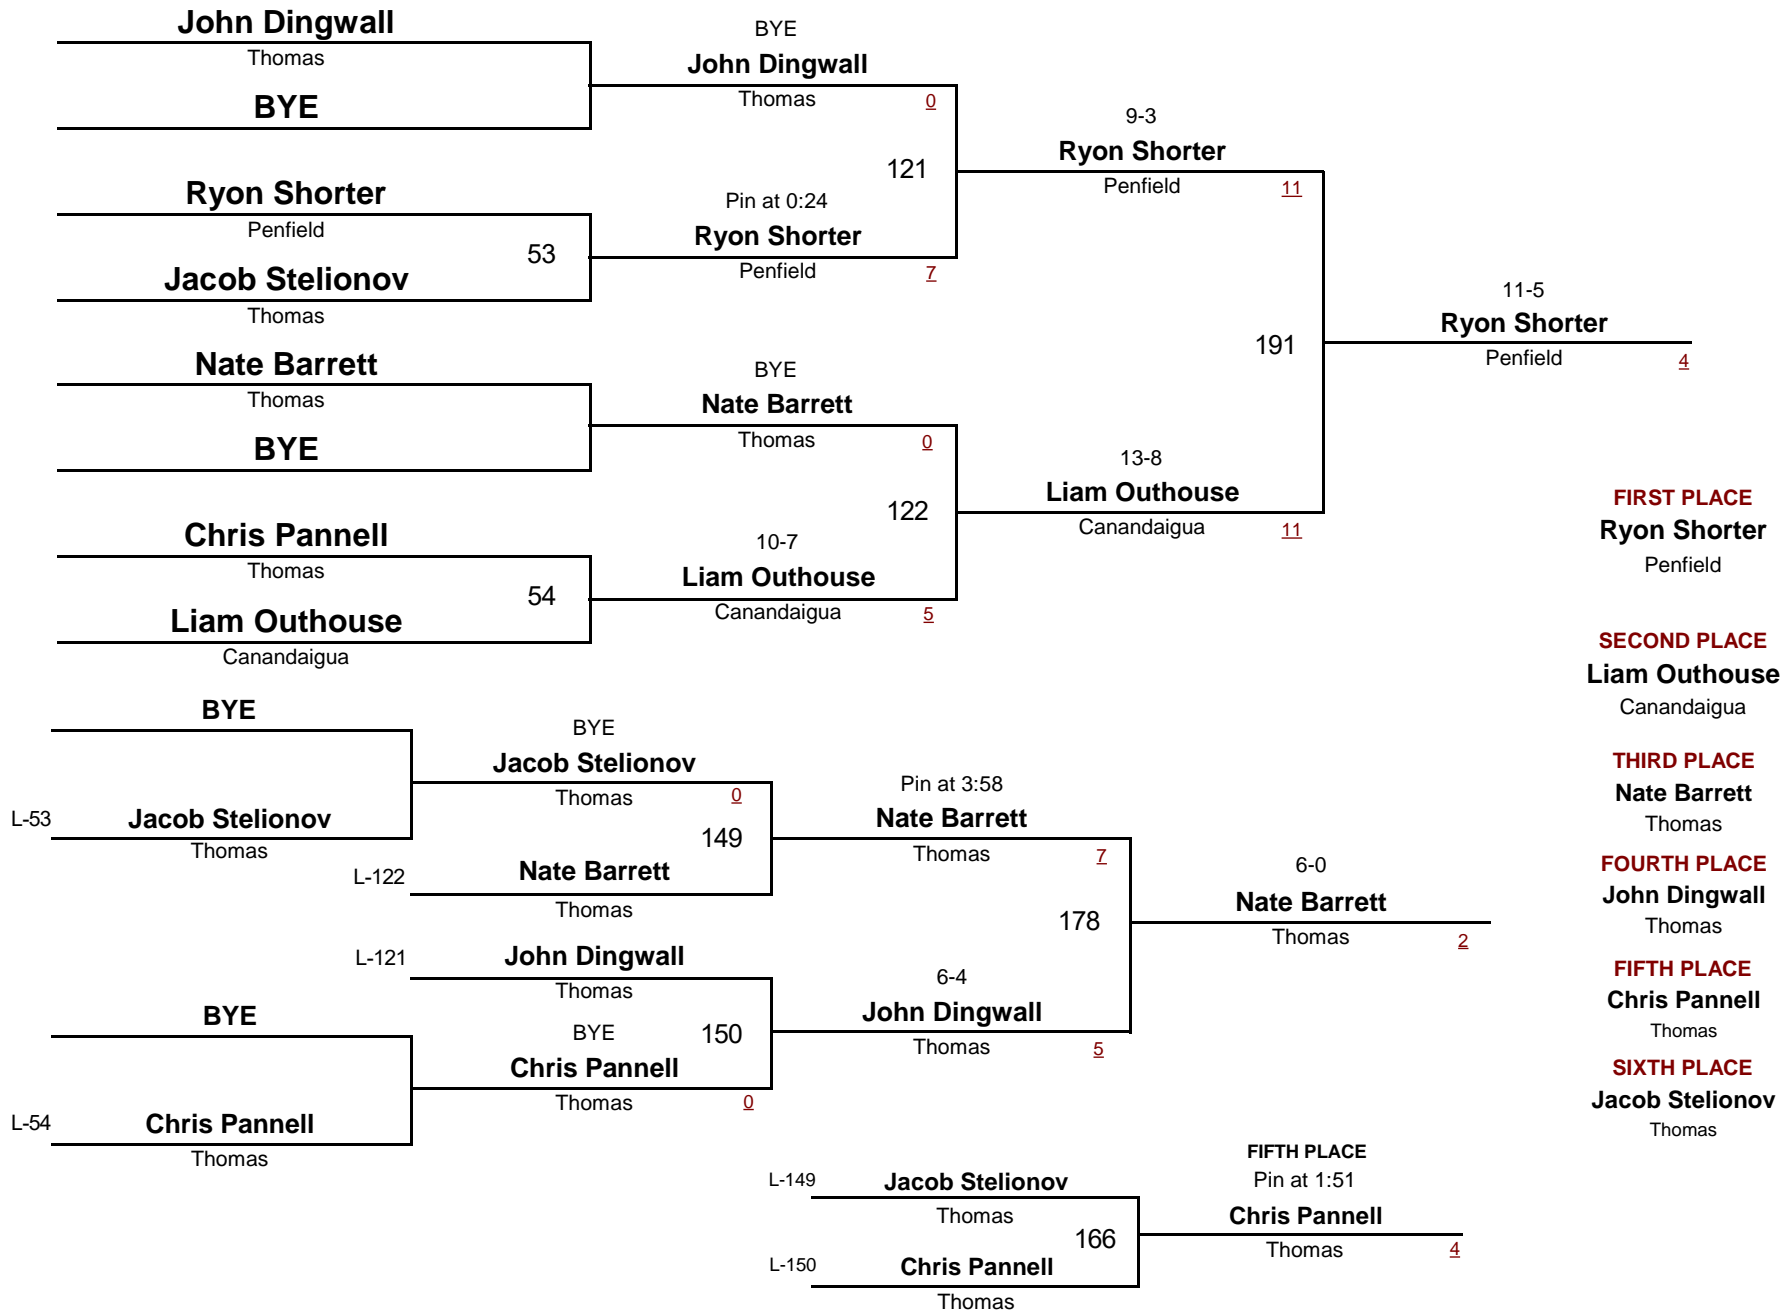 John Dingwall
Thomas
BYE
BYE
John Dingwall
Thomas
0
Ryon Shorter
Penfield
53
Jacob Stelionov
Thomas
Pin at 0:24
Ryon Shorter
Penfield
7
121
9-3
Ryon Shorter
Penfield
11
Nate Barrett
Thomas
BYE
BYE
Nate Barrett
Thomas
0
Chris Pannell
Thomas
54
Liam Outhouse
Canandaigua
10-7
Liam Outhouse
Canandaigua
5
122
13-8
Liam Outhouse
Canandaigua
11
191
11-5
Ryon Shorter
Penfield
4
FIRST PLACE
Ryon Shorter
Penfield
SECOND PLACE
Liam Outhouse
Canandaigua
THIRD PLACE
Nate Barrett
Thomas
FOURTH PLACE
John Dingwall
Thomas
FIFTH PLACE
Chris Pannell
Thomas
SIXTH PLACE
Jacob Stelionov
Thomas
BYE
L-53
Jacob Stelionov
Thomas
BYE
Jacob Stelionov
Thomas
0
149
L-122
Nate Barrett
Thomas
Pin at 3:58
Nate Barrett
Thomas
7
L-121
John Dingwall
Thomas
BYE
L-54
Chris Pannell
Thomas
BYE
150
Chris Pannell
Thomas
0
6-4
John Dingwall
Thomas
5
178
6-0
Nate Barrett
Thomas
2
L-149
Jacob Stelionov
Thomas
166
L-150
Chris Pannell
Thomas
FIFTH PLACE
Pin at 1:51
Chris Pannell
Thomas
4